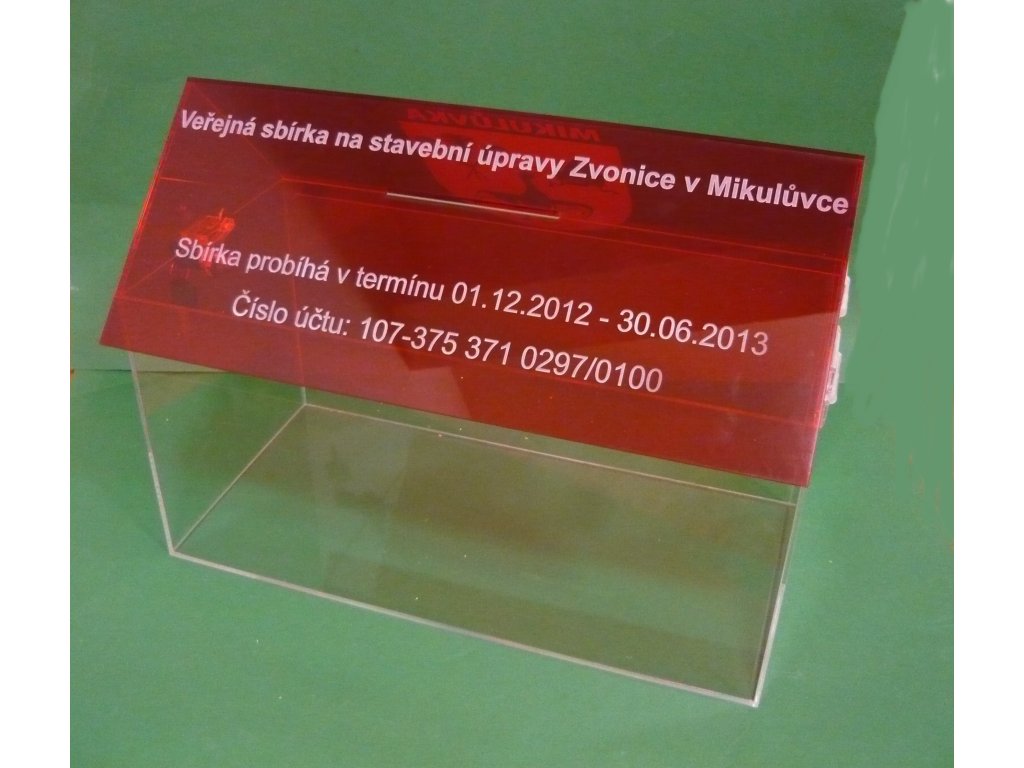 MIKULŮVKA
Veřejná sbírka na stavební úpravy Zvonice v Mikulůvce
Sbírka probíhá v termínu 01.12.2012 - 30.06.2013
Číslo účtu: 107-375 371 0297/0100